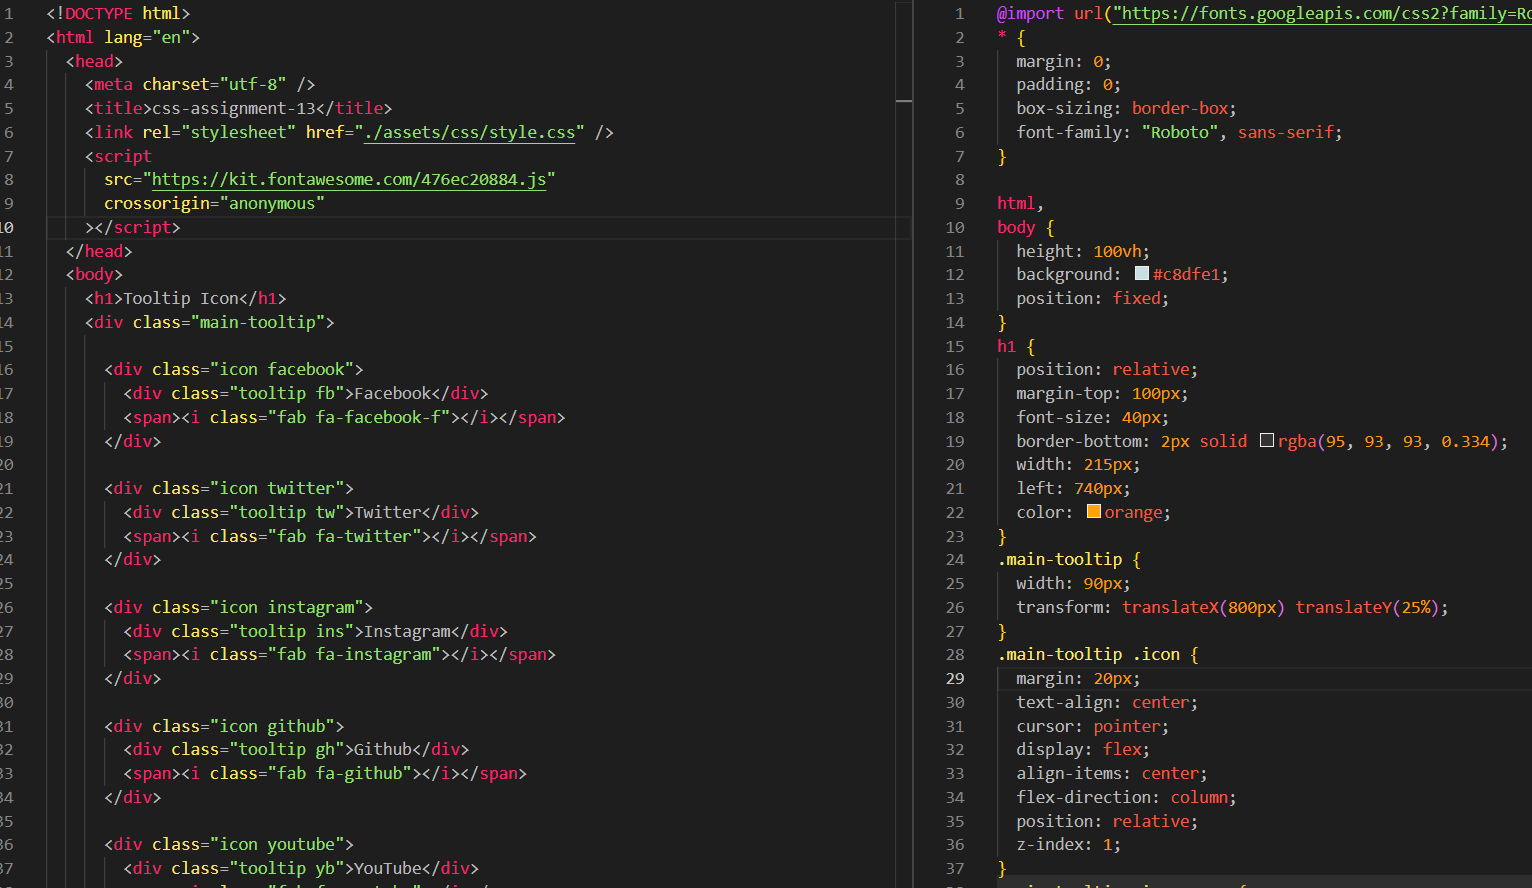 1 <!DOCTYPE html>
2 <html lang="en">
3 <head>
4 <meta charset="utf-8" />
5 <title>css-assignment-13</title>
6 <link rel="stylesheet" href="./assets/css/style.css" />
7 <script
8 src="https://kit.fontawesome.com/476ec20884.js"
9 crossorigin="anonymous"
10 ></script>
11 </head>
12 <body>
13 <h1>Tooltip Icon</h1>
14 <div class="main-tooltip">
15
16 <div class="icon facebook">
17 <div class="tooltip fb">Facebook</div>
18 <span><i class="fab fa-facebook-f"></i></span>
19 </div>
20
21 <div class="icon twitter">
22 <div class="tooltip tw">Twitter</div>
23 <span><i class="fab fa-twitter"></i></span>
24 </div>
25
26 <div class="icon instagram">
27 <div class="tooltip ins">Instagram</div>
28 <span><i class="fab fa-instagram"></i></span>
29 </div>
30
31 <div class="icon github">
32 <div class="tooltip gh">Github</div>
33 <span><i class="fab fa-github"></i></span>
34 </div>
35
36 <div class="icon youtube">
37 <div class="tooltip yb">YouTube</div>
1 @import url("https://fonts.googleapis.com/css2?family=Ro
2 * {
3 margin: 0;
4 padding: 0;
5 box-sizing: border-box;
6 font-family: "Roboto", sans-serif;
7 }
8
9 html,
10 body {
11 height: 100vh;
12 background: #c8dfe1;
13 position: fixed;
14 }
15 h1 {
16 position: relative;
17 margin-top: 100px;
18 font-size: 40px;
19 border-bottom: 2px solid rgba(95, 93, 93, 0.334);
20 width: 215px;
21 left: 740px;
22 color: orange;
23 }
24 .main-tooltip {
25 width: 90px;
26 transform: translateX(800px) translateY(25%);
27 }
28 .main-tooltip .icon {
29 margin: 20px;
30 text-align: center;
31 cursor: pointer;
32 display: flex;
33 align-items: center;
34 flex-direction: column;
35 position: relative;
36 z-index: 1;
37 }